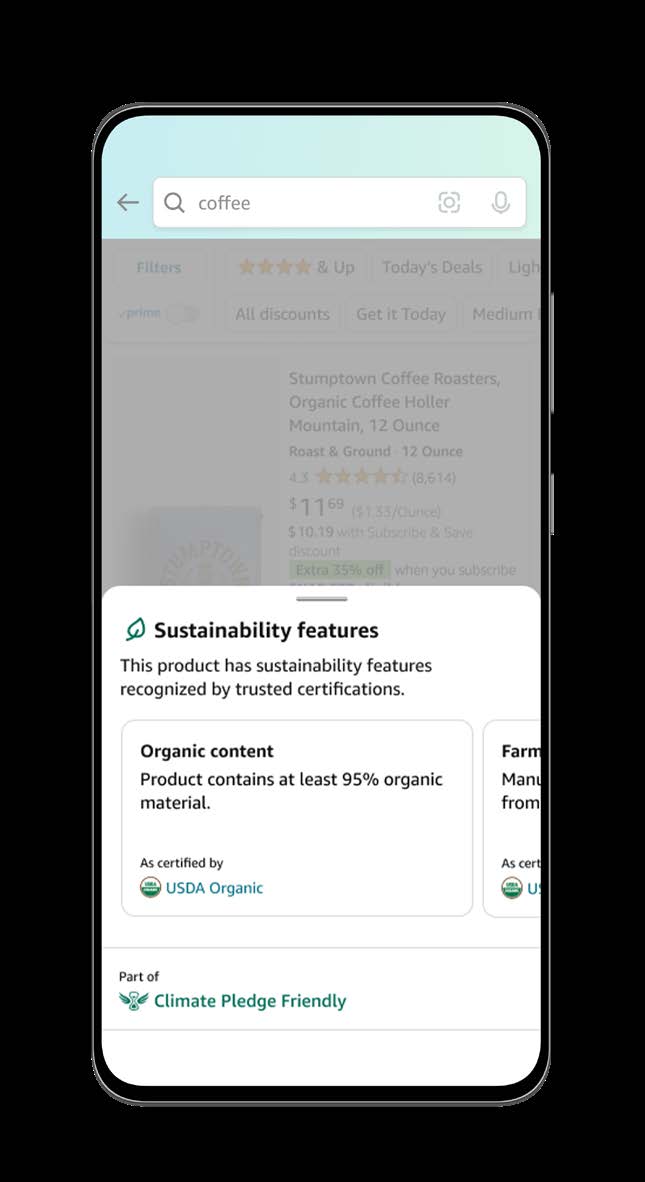 coffee
Filters
& Up
Today's Deals
Ligh
prime
All discounts
Get it Today
Medium
Stumptown Coffee Roasters,
Organic Coffee Holler
Mountain, 12 Ounce
Roast & Ground · 12 Ounce
4.3 (8,614)
$11 69 ($1.33/Ounce)
$10.19 with Subscribe & Save
discount
Extra 35% off when you subscribe
STUMPTOWN
Sustainability features
This product has sustainability features
recognized by trusted certifications.
Organic content
Product contains at least 95% organic
material.
As certified by
USDA Organic
Farm
Manu
from
As cert
US
Part of
Climate Pledge Friendly